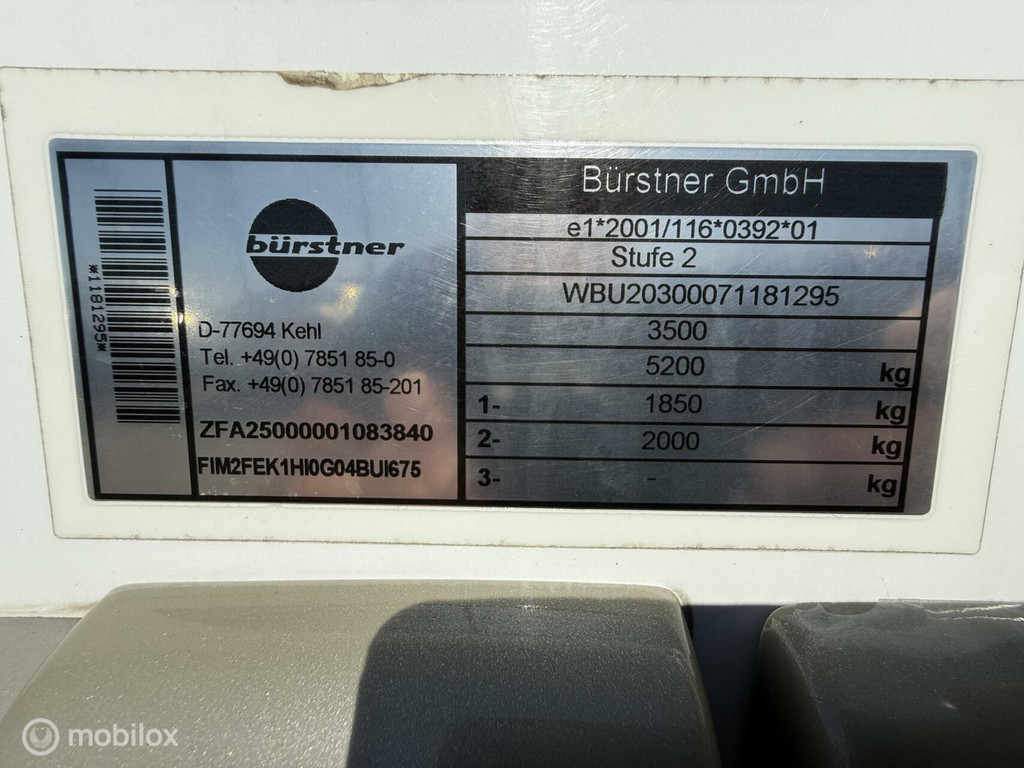 *1181295*
bürstner
D-77694 Kehl
Tel. +49(0) 7851 85-0
Fax. +49(0) 7851 85-201
ZFA25000001083840
FIM2FEK1HI0G04BUI675
Bürstner GmbH
e1*2001/116*0392*01
Stufe 2
WBU20300071181295
3500
5200 kg
1- 1850 kg
2- 2000 kg
3- - kg
mobilox